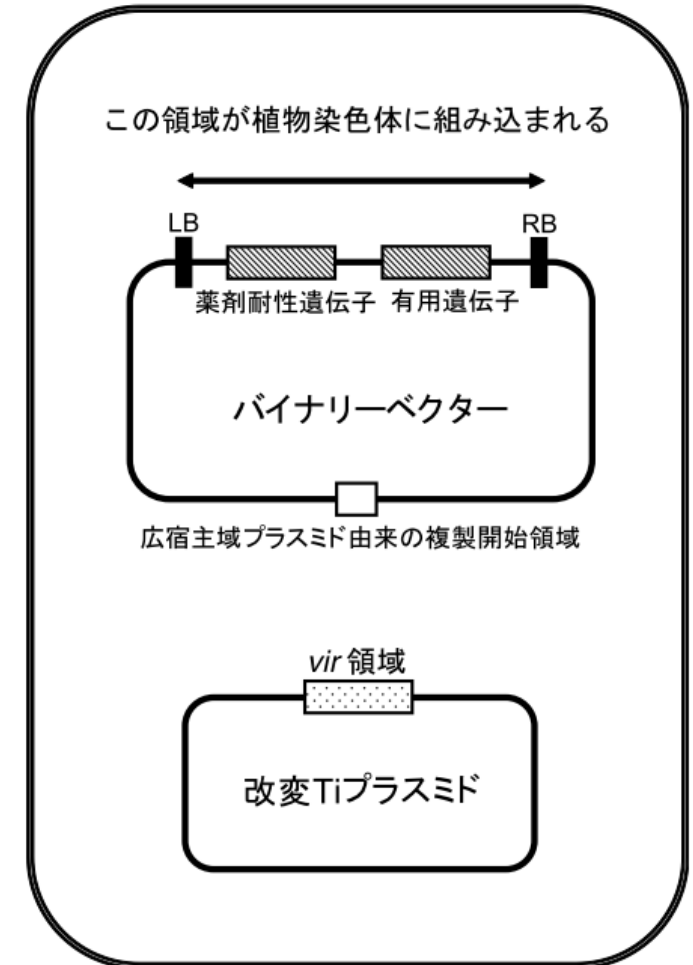 この領域が植物染色体に組み込まれる
LB
RB
薬剤耐性遺伝子
有用遺伝子
バイナリーベクター
広宿主域プラスミド由来の複製開始領域
vir 領域
改変Tiプラスミド